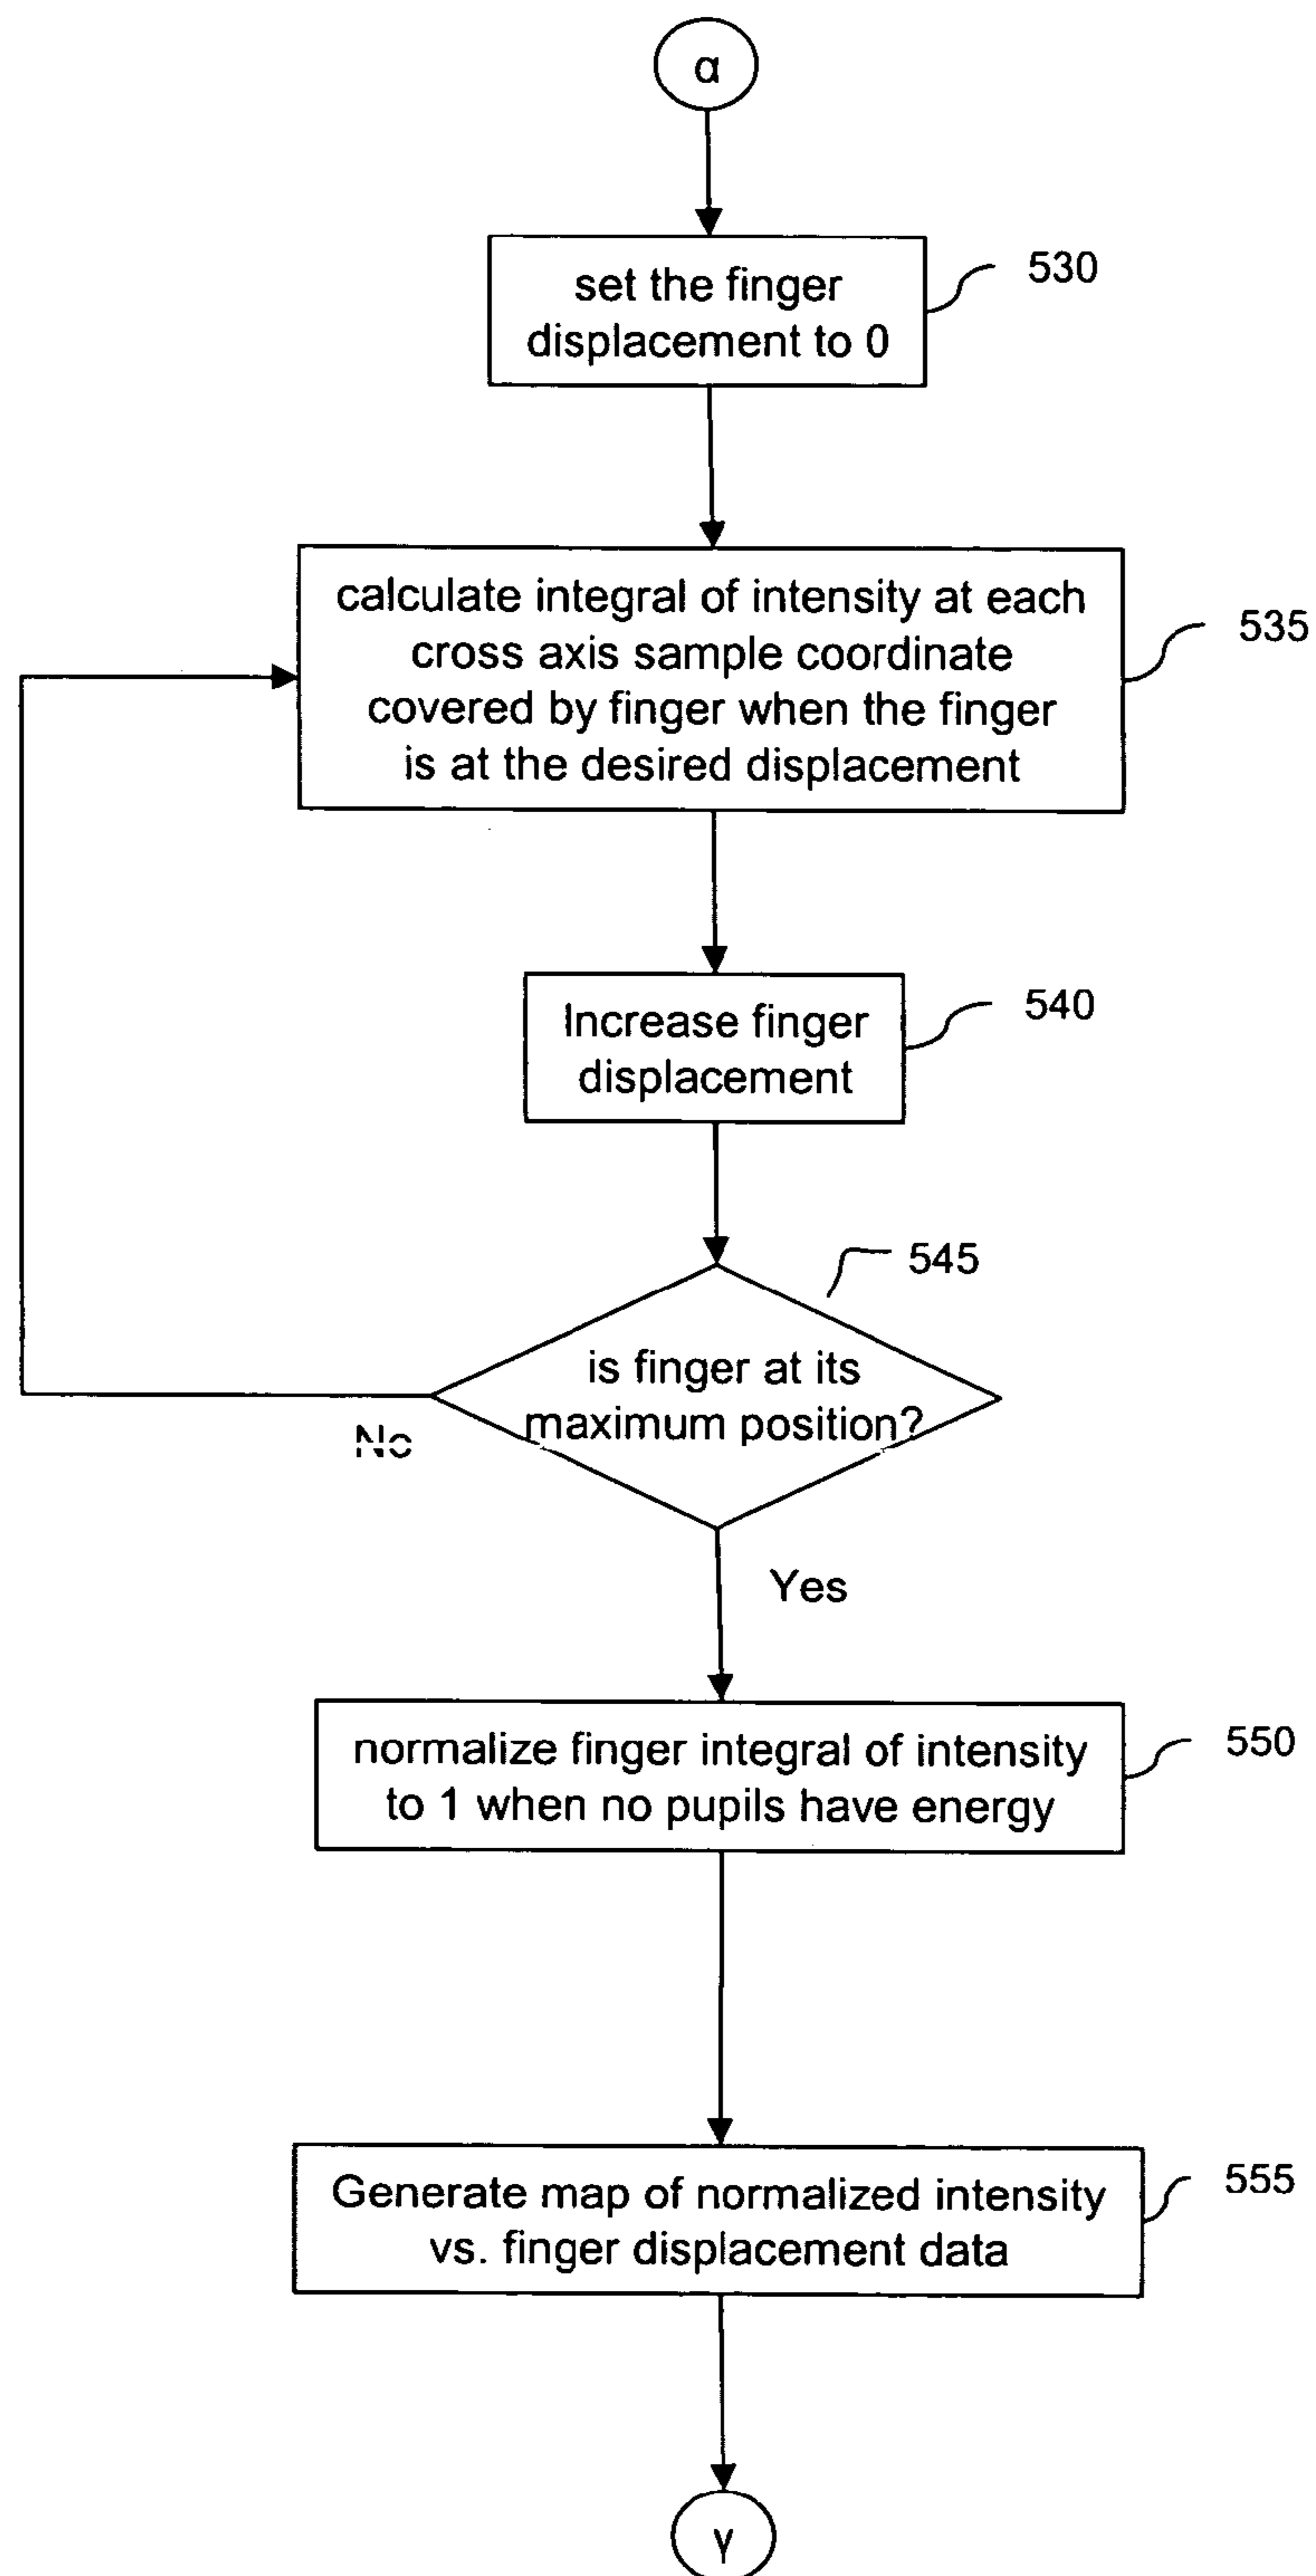 α
set the finger
displacement to 0
530
calculate integral of intensity at each
cross axis sample coordinate
covered by finger when the finger
is at the desired displacement
535
Increase finger
displacement
540
545
is finger at its
maximum position?
No
Yes
normalize finger integral of intensity
to 1 when no pupils have energy
550
Generate map of normalized intensity
vs. finger displacement data
555
γ